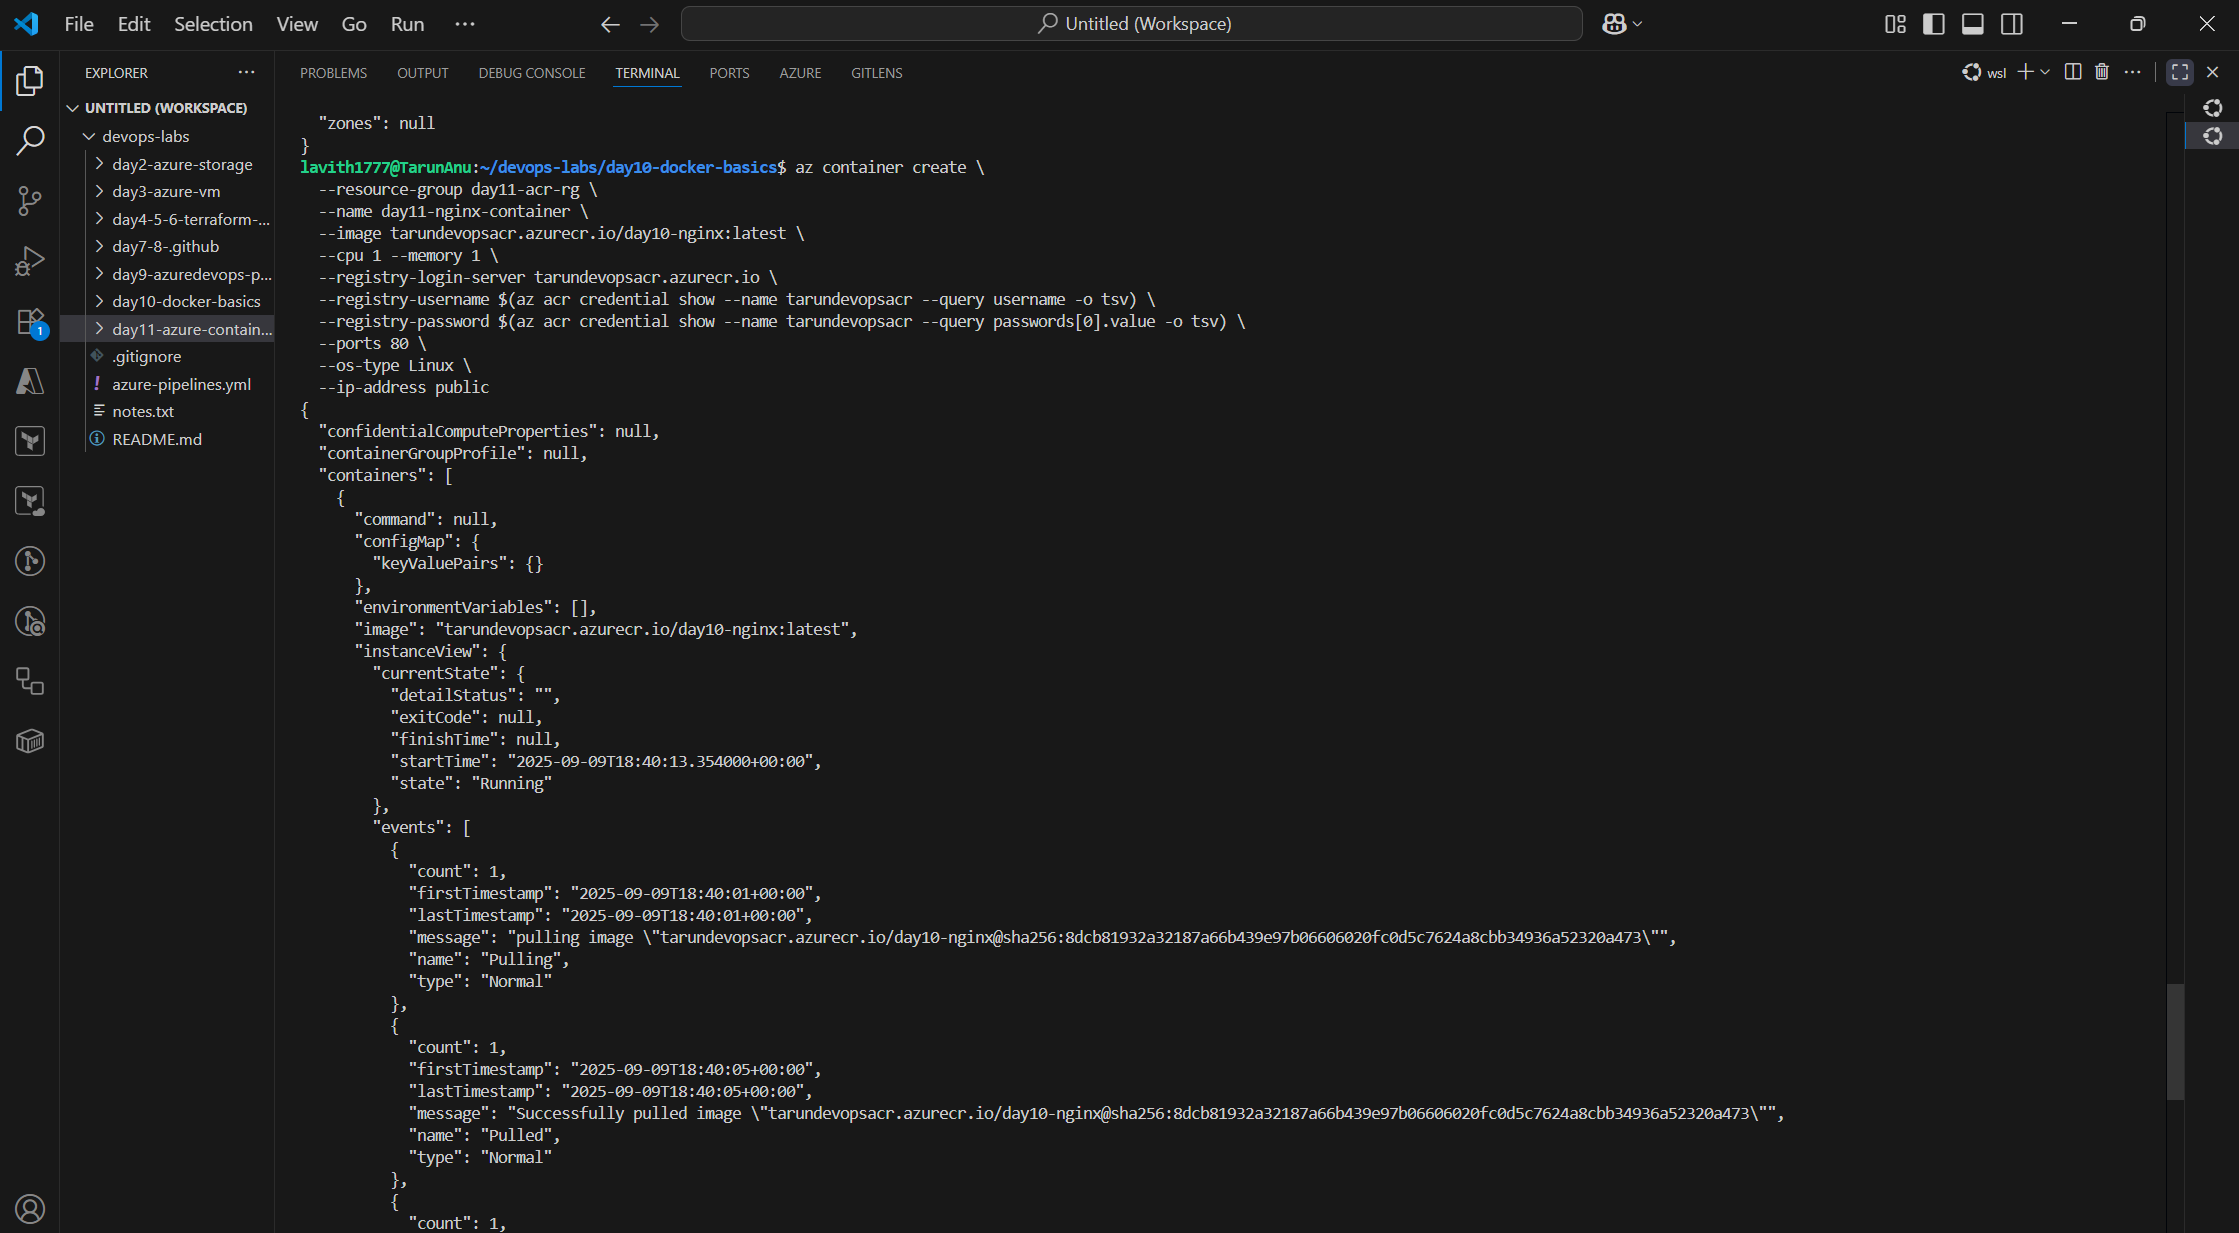 File Edit Selection View Go Run ···
Untitled (Workspace)
EXPLORER
UNTITLED (WORKSPACE)
devops-labs
day2-azure-storage
day3-azure-vm
day4-5-6-terraform-...
day7-8-.github
day9-azuredevops-p...
day10-docker-basics
day11-azure-contain...
.gitignore
azure-pipelines.yml
notes.txt
README.md
1
PROBLEMS OUTPUT DEBUG CONSOLE TERMINAL PORTS AZURE GITLENS
wsl
"zones": null
}
lavith1777@TarunAnu:~/devops-labs/day10-docker-basics$ az container create \
--resource-group day11-acr-rg \
--name day11-nginx-container \
--image tarundevopsacr.azurecr.io/day10-nginx:latest \
--cpu 1 --memory 1 \
--registry-login-server tarundevopsacr.azurecr.io \
--registry-username $(az acr credential show --name tarundevopsacr --query username -o tsv) \
--registry-password $(az acr credential show --name tarundevopsacr --query passwords[0].value -o tsv) \
--ports 80 \
--os-type Linux \
--ip-address public
{
"confidentialComputeProperties": null,
"containerGroupProfile": null,
"containers": [
{
"command": null,
"configMap": {
"keyValuePairs": {}
},
"environmentVariables": [],
"image": "tarundevopsacr.azurecr.io/day10-nginx:latest",
"instanceView": {
"currentState": {
"detailStatus": "",
"exitCode": null,
"finishTime": null,
"startTime": "2025-09-09T18:40:13.354000+00:00",
"state": "Running"
},
"events": [
{
"count": 1,
"firstTimestamp": "2025-09-09T18:40:01+00:00",
"lastTimestamp": "2025-09-09T18:40:01+00:00",
"message": "pulling image \"tarundevopsacr.azurecr.io/day10-nginx@sha256:8dcb81932a32187a66b439e97b06606020fc0d5c7624a8cbb34936a52320a473\"",
"name": "Pulling",
"type": "Normal"
},
{
"count": 1,
"firstTimestamp": "2025-09-09T18:40:05+00:00",
"lastTimestamp": "2025-09-09T18:40:05+00:00",
"message": "Successfully pulled image \"tarundevopsacr.azurecr.io/day10-nginx@sha256:8dcb81932a32187a66b439e97b06606020fc0d5c7624a8cbb34936a52320a473\"",
"name": "Pulled",
"type": "Normal"
},
{
"count": 1,